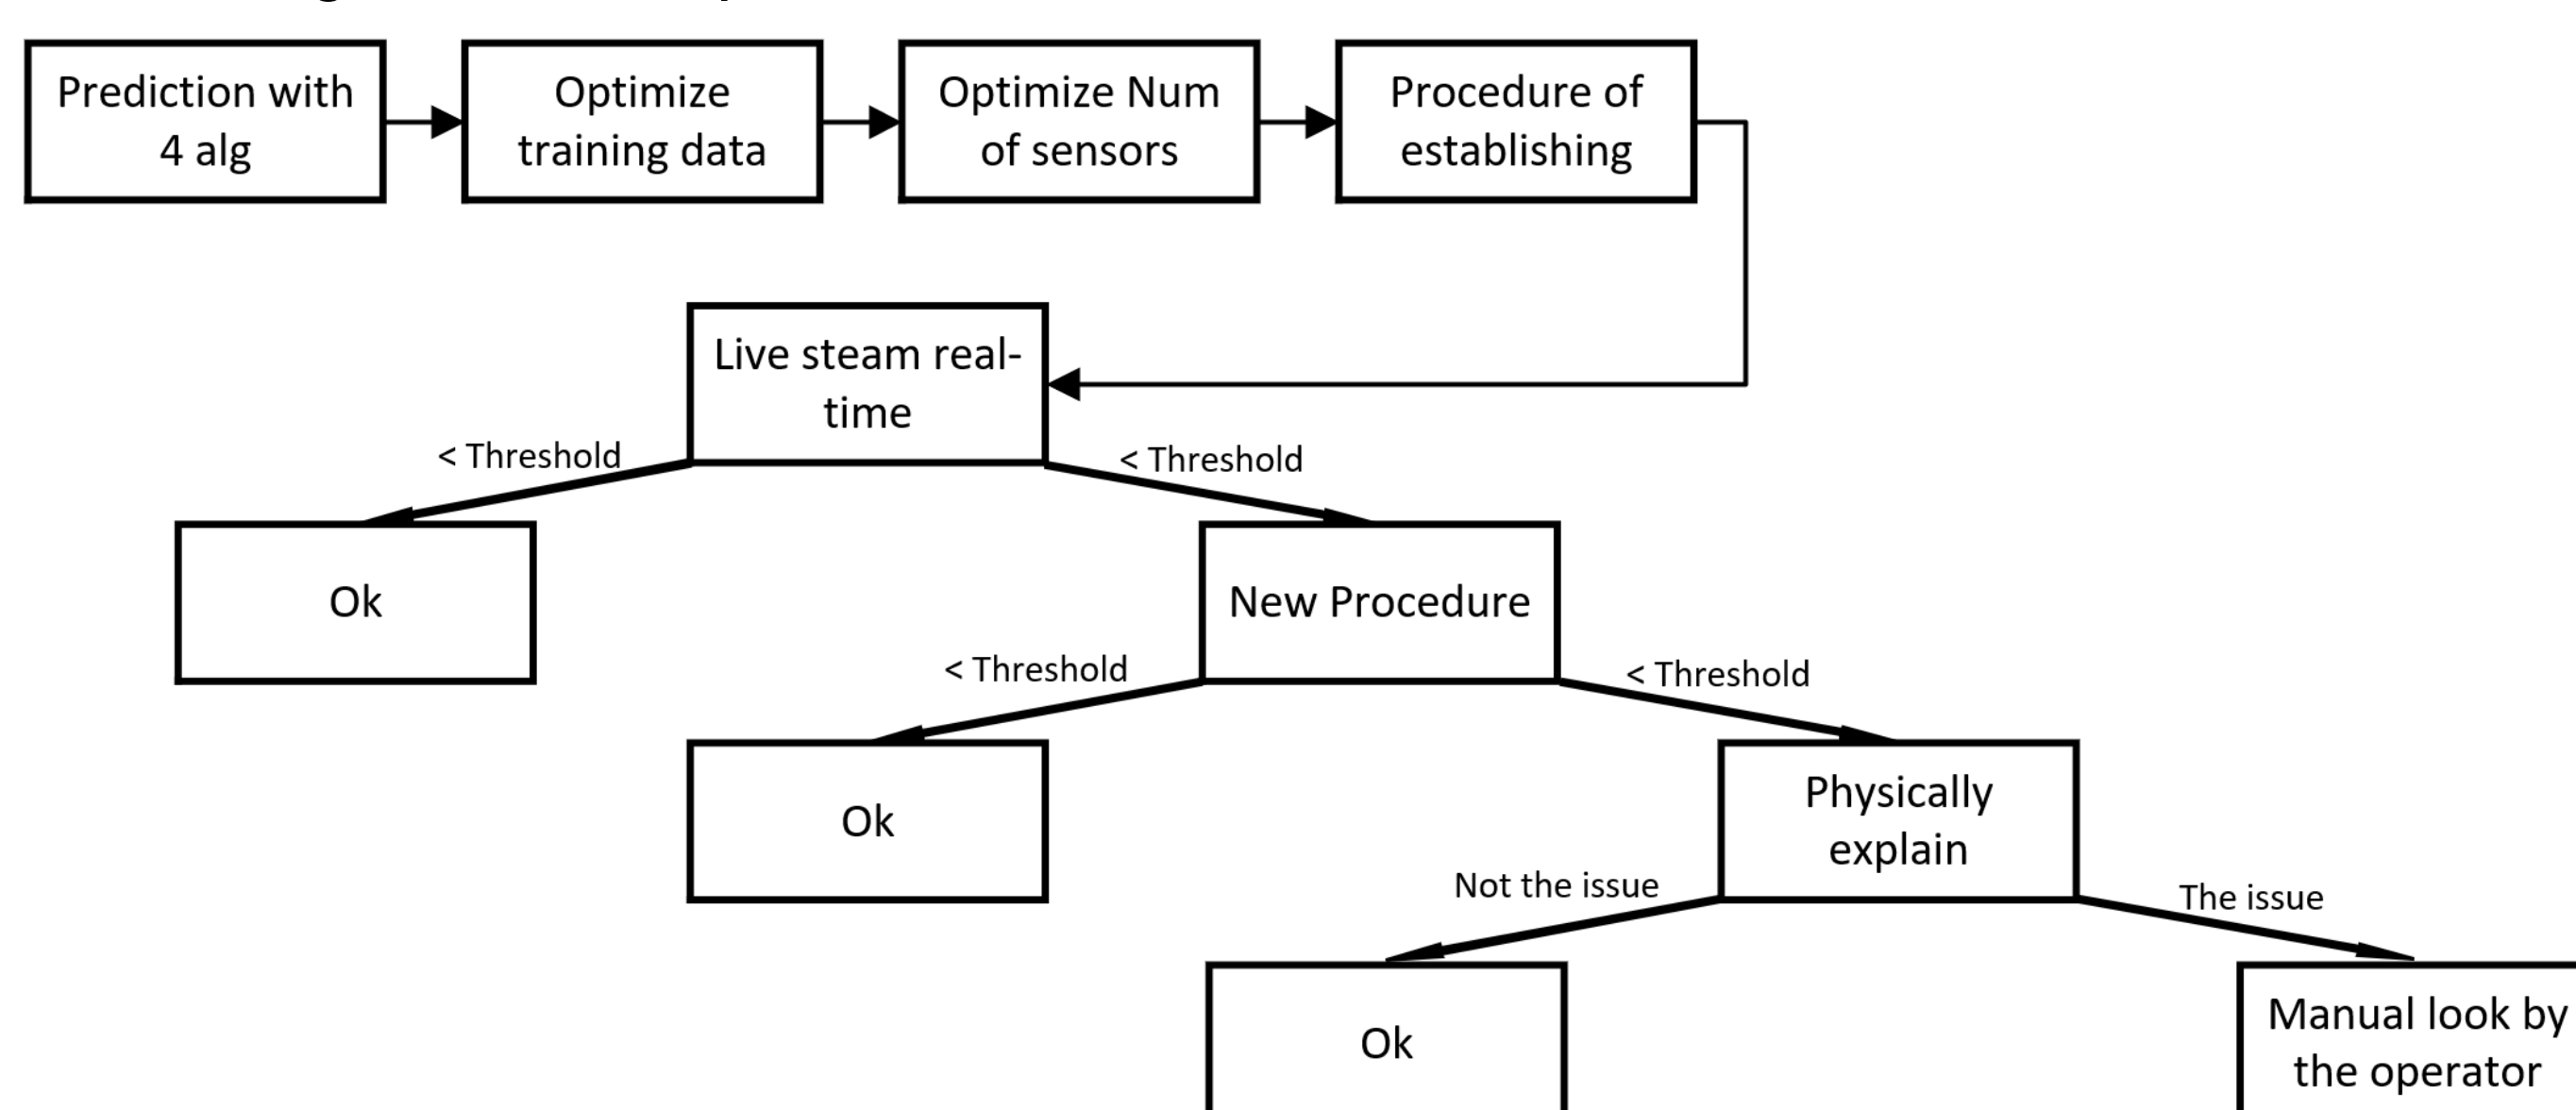 Prediction with
4 alg
Optimize
training data
Optimize Num
of sensors
Procedure of
establishing
Live steam real-
time
< Threshold
< Threshold
Ok
New Procedure
< Threshold
< Threshold
Ok
Physically
explain
Not the issue
The issue
Ok
Manual look by
the operator